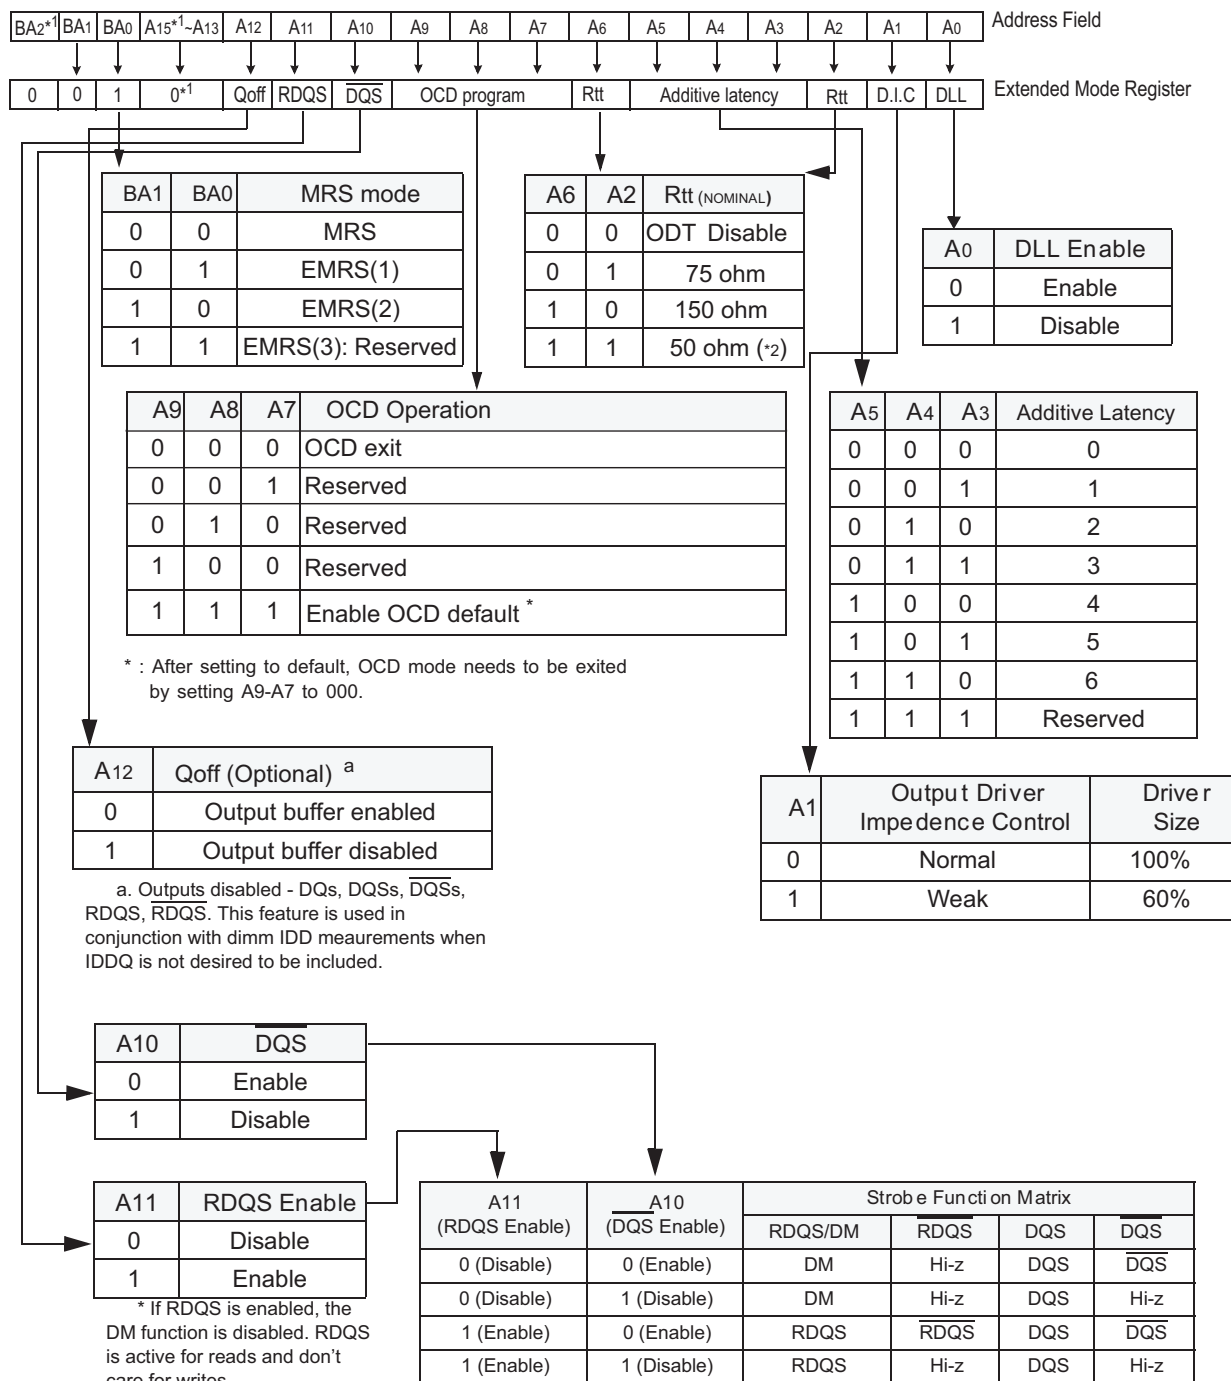 BA2*1 BA1 BA0 A15*1~A13 A12 A11 A10 A9 A8 A7 A6 A5 A4 A3 A2 A1 A0 Address Field
0 0 1 0*1 Qoff RDQS DQS OCD program Rtt Additive latency Rtt D.I.C DLL Extended Mode Register
BA1 BA0 MRS mode
0 0 MRS
0 1 EMRS(1)
1 0 EMRS(2)
1 1 EMRS(3): Reserved
A6 A2 Rtt (NOMINAL)
0 0 ODT Disable
0 1 75 ohm
1 0 150 ohm
1 1 50 ohm (*2)
A0 DLL Enable
0 Enable
1 Disable
A9 A8 A7 OCD Operation
0 0 0 OCD exit
0 0 1 Reserved
0 1 0 Reserved
1 0 0 Reserved
1 1 1 Enable OCD default *
* : After setting to default, OCD mode needs to be exited
by setting A9-A7 to 000.
A5 A4 A3 Additive Latency
0 0 0 0
0 0 1 1
0 1 0 2
0 1 1 3
1 0 0 4
1 0 1 5
1 1 0 6
1 1 1 Reserved
A12 Qoff (Optional) a
0 Output buffer enabled
1 Output buffer disabled
a. Outputs disabled - DQs, DQSs, DQSs,
RDQS, RDQS. This feature is used in
conjunction with dimm IDD meaurements when
IDDQ is not desired to be included.
A1 Output Driver Impedence Control Driver Size
0 Normal 100%
1 Weak 60%
A10 DQS
0 Enable
1 Disable
A11 RDQS Enable
0 Disable
1 Enable
* If RDQS is enabled, the
DM function is disabled. RDQS
is active for reads and don't
care for writes.
A11 (RDQS Enable) A10 (DQS Enable) Strobe Function Matrix
RDQS/DM RDQS DQS DQS
0 (Disable) 0 (Enable) DM Hi-z DQS DQS
0 (Disable) 1 (Disable) DM Hi-z DQS Hi-z
1 (Enable) 0 (Enable) RDQS RDQS DQS DQS
1 (Enable) 1 (Disable) RDQS Hi-z DQS Hi-z